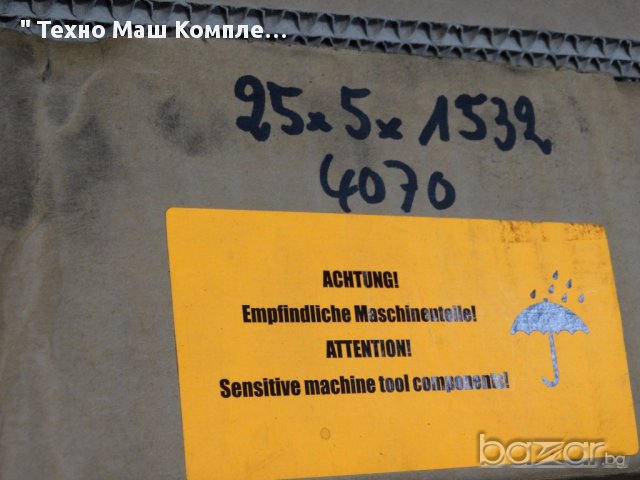 " Техно Маш Компле...
25x5x1532
4070
ACHTUNG!
Empfindliche Maschinenteile!
ATTENTION!
Sensitive machine tool components!
bazar.bg